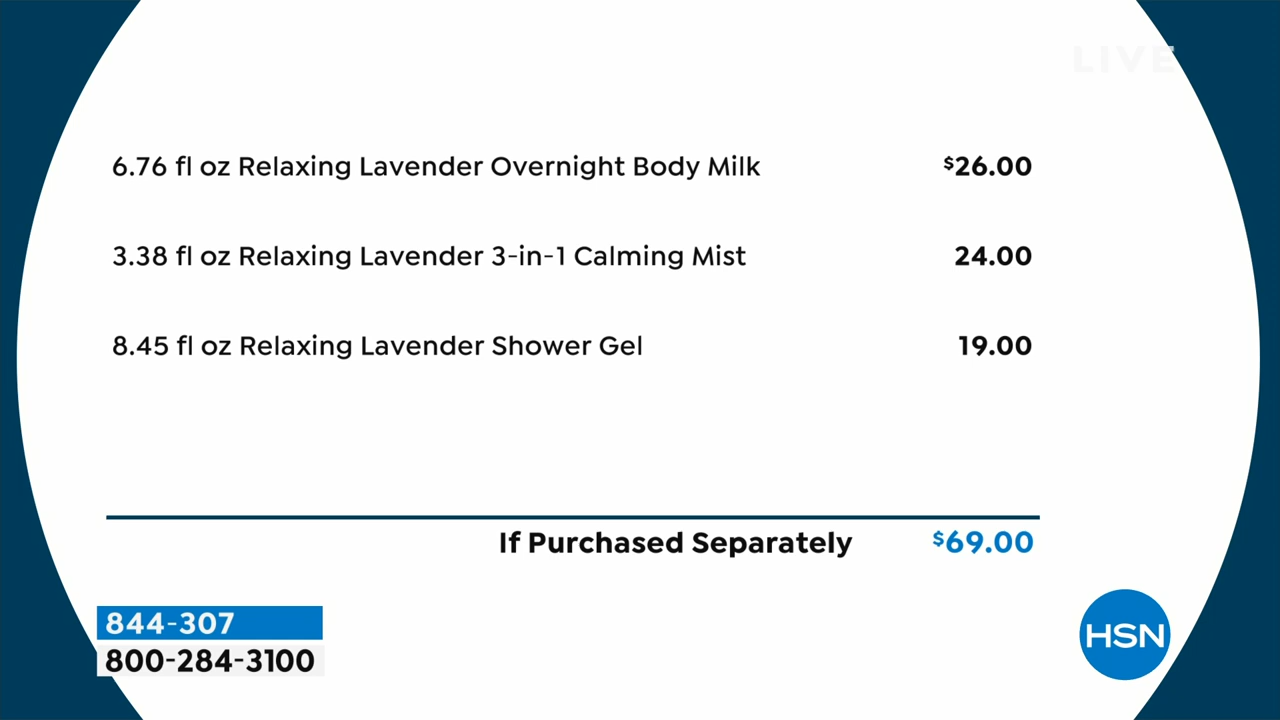 LIVE
6.76 fl oz Relaxing Lavender Overnight Body Milk $26.00
3.38 fl oz Relaxing Lavender 3-in-1 Calming Mist 24.00
8.45 fl oz Relaxing Lavender Shower Gel 19.00
If Purchased Separately $69.00
844-307
800-284-3100
HSN